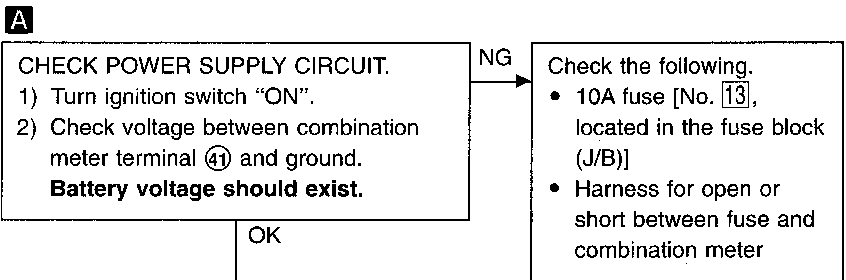 A
CHECK POWER SUPPLY CIRCUIT.
1) Turn ignition switch “ON”.
2) Check voltage between combination
meter terminal ㊶ and ground.
Battery voltage should exist.
OK
NG
Check the following.
• 10A fuse [No. 13,
located in the fuse block
(J/B)]
• Harness for open or
short between fuse and
combination meter